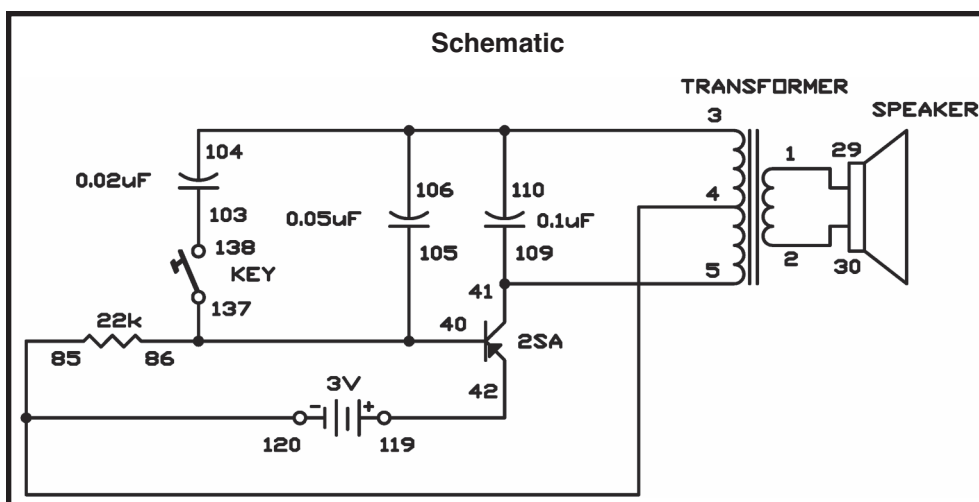 Schematic
TRANSFORMER
SPEAKER
3
104
1
29
0.02uF
106
110
4
103
0.05uF
0.1uF
138
105
109
2
30
KEY
5
137
41
22k
40
85
86
2SA
3V
42
- +
120
119